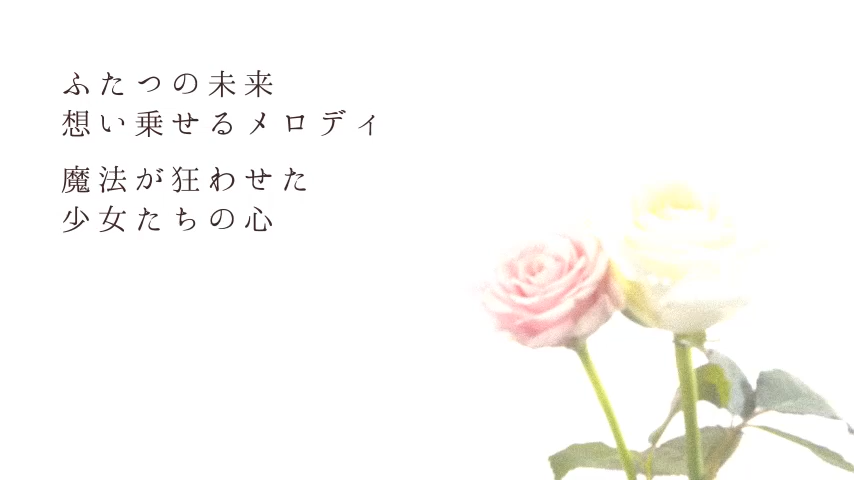 ふたつの未来
想い乗せるメロディ
魔法が狂わせた
少女たちの心